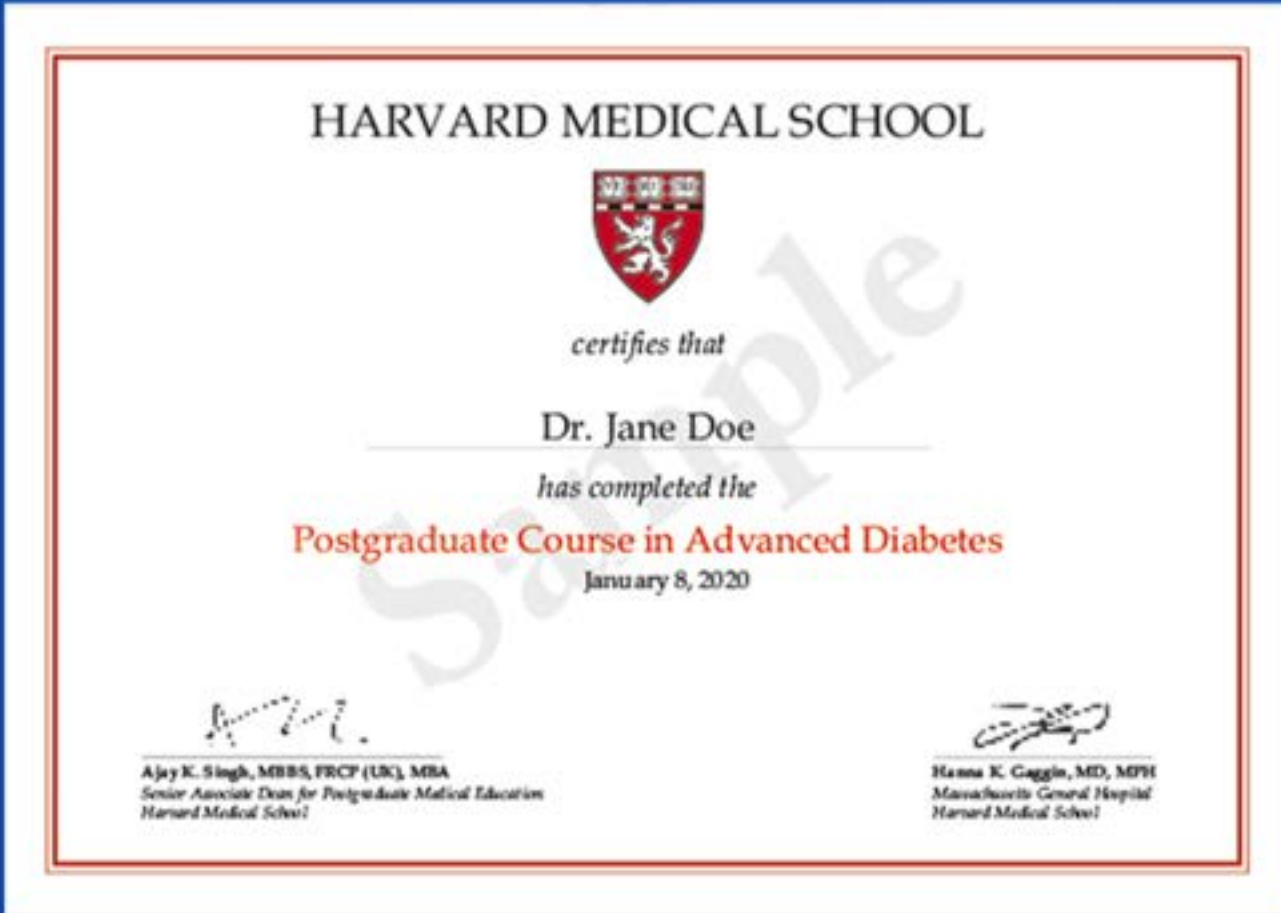 HARVARD MEDICAL SCHOOL
certifies that
Dr. Jane Doe
has completed the
Postgraduate Course in Advanced Diabetes
January 8, 2020
Sample
Ajay K. Singh, MBBS, FRCP (UK), MBA
Senior Associate Dean for Postgraduate Medical Education
Harvard Medical School
Hanna K. Gaggin, MD, MPH
Massachusetts General Hospital
Harvard Medical School